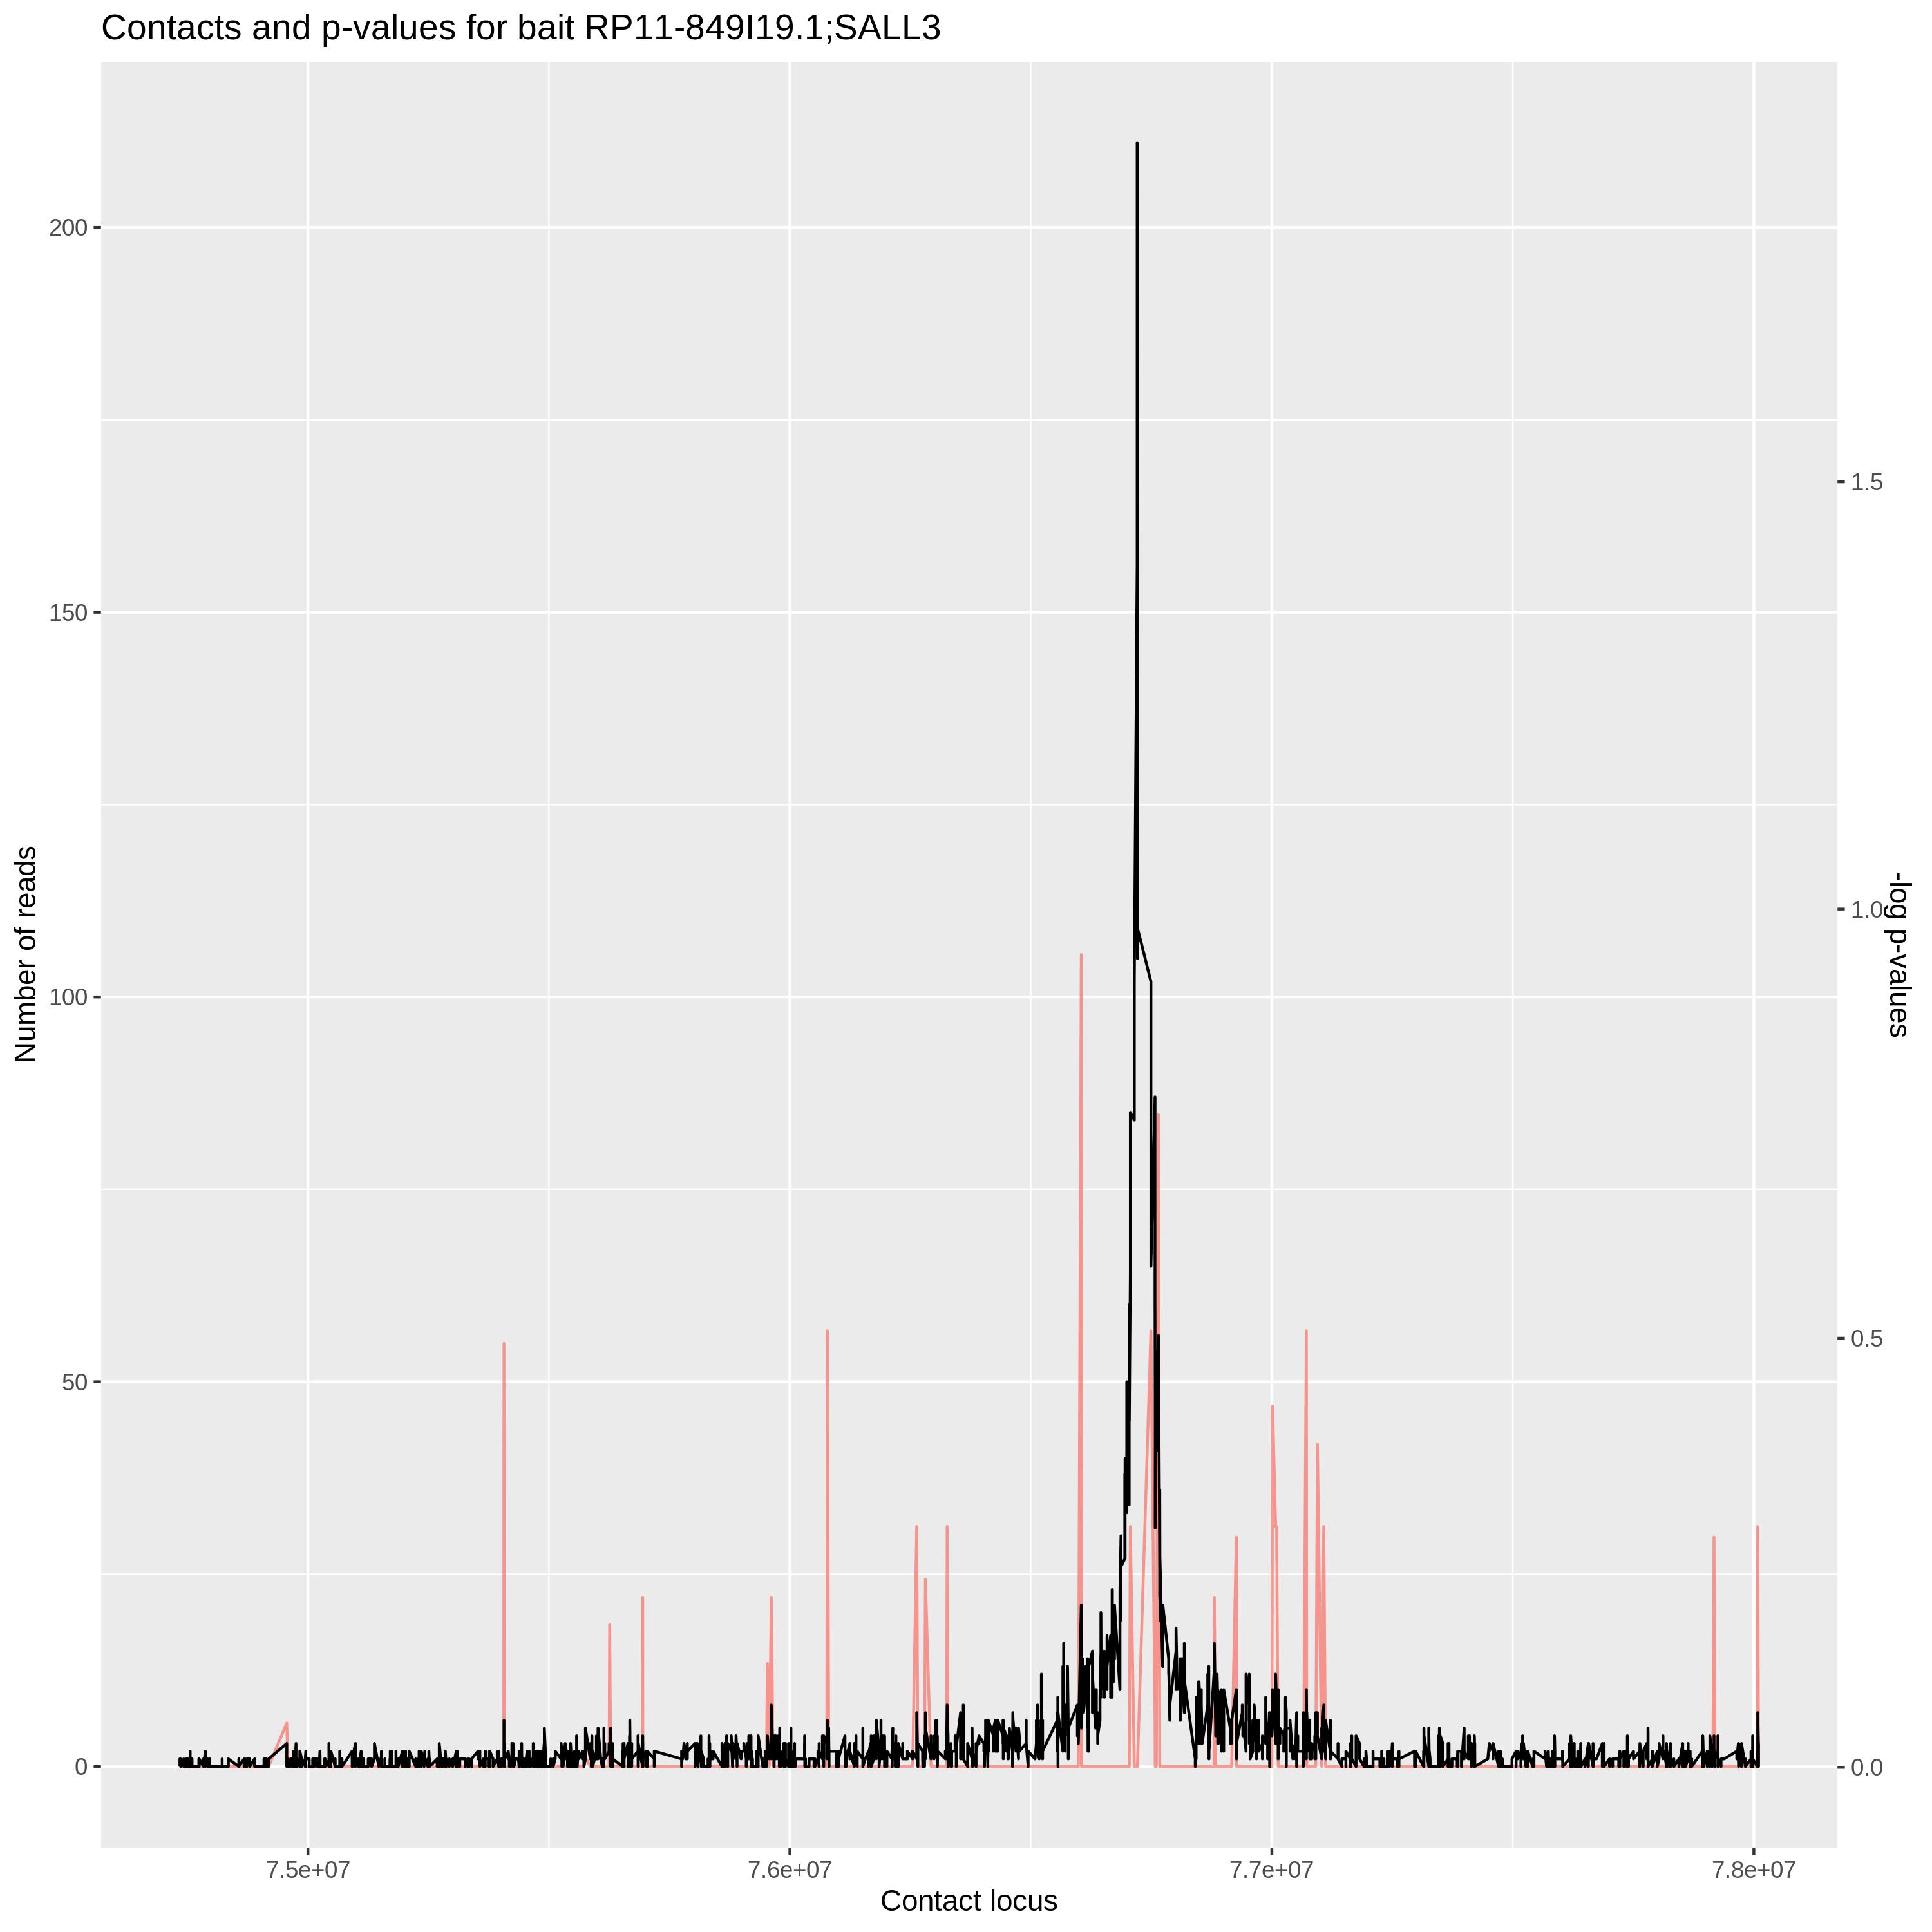 Contacts and p-values for bait RP11-849I19.1;SALL3
Number of reads
200
150
100
50
0
1.5
1.0
0.5
0.0
-log p-values
7.5e+07 7.6e+07 7.7e+07 7.8e+07
Contact locus